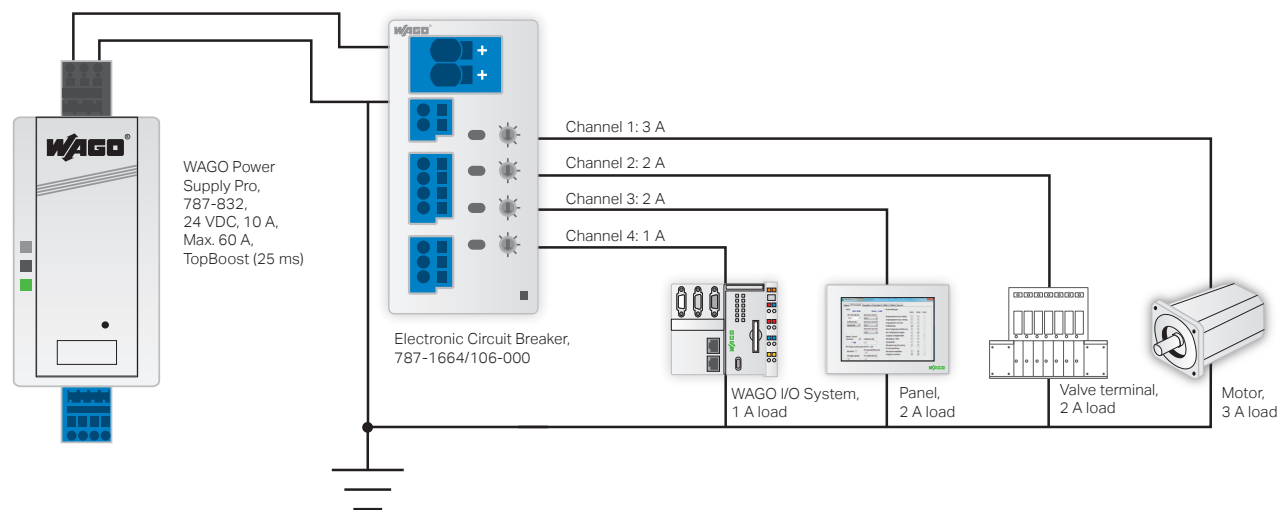 WAGO
+
+
WAGO®
WAGO Power
Supply Pro,
787-832,
24 VDC, 10 A,
Max. 60 A,
TopBoost (25 ms)
Channel 1: 3 A
Channel 2: 2 A
Channel 3: 2 A
Channel 4: 1 A
Electronic Circuit Breaker,
787-1664/106-000
WAGO
WAGO
WAGO I/O System,
1 A load
Panel,
2 A load
Valve terminal,
2 A load
Motor,
3 A load